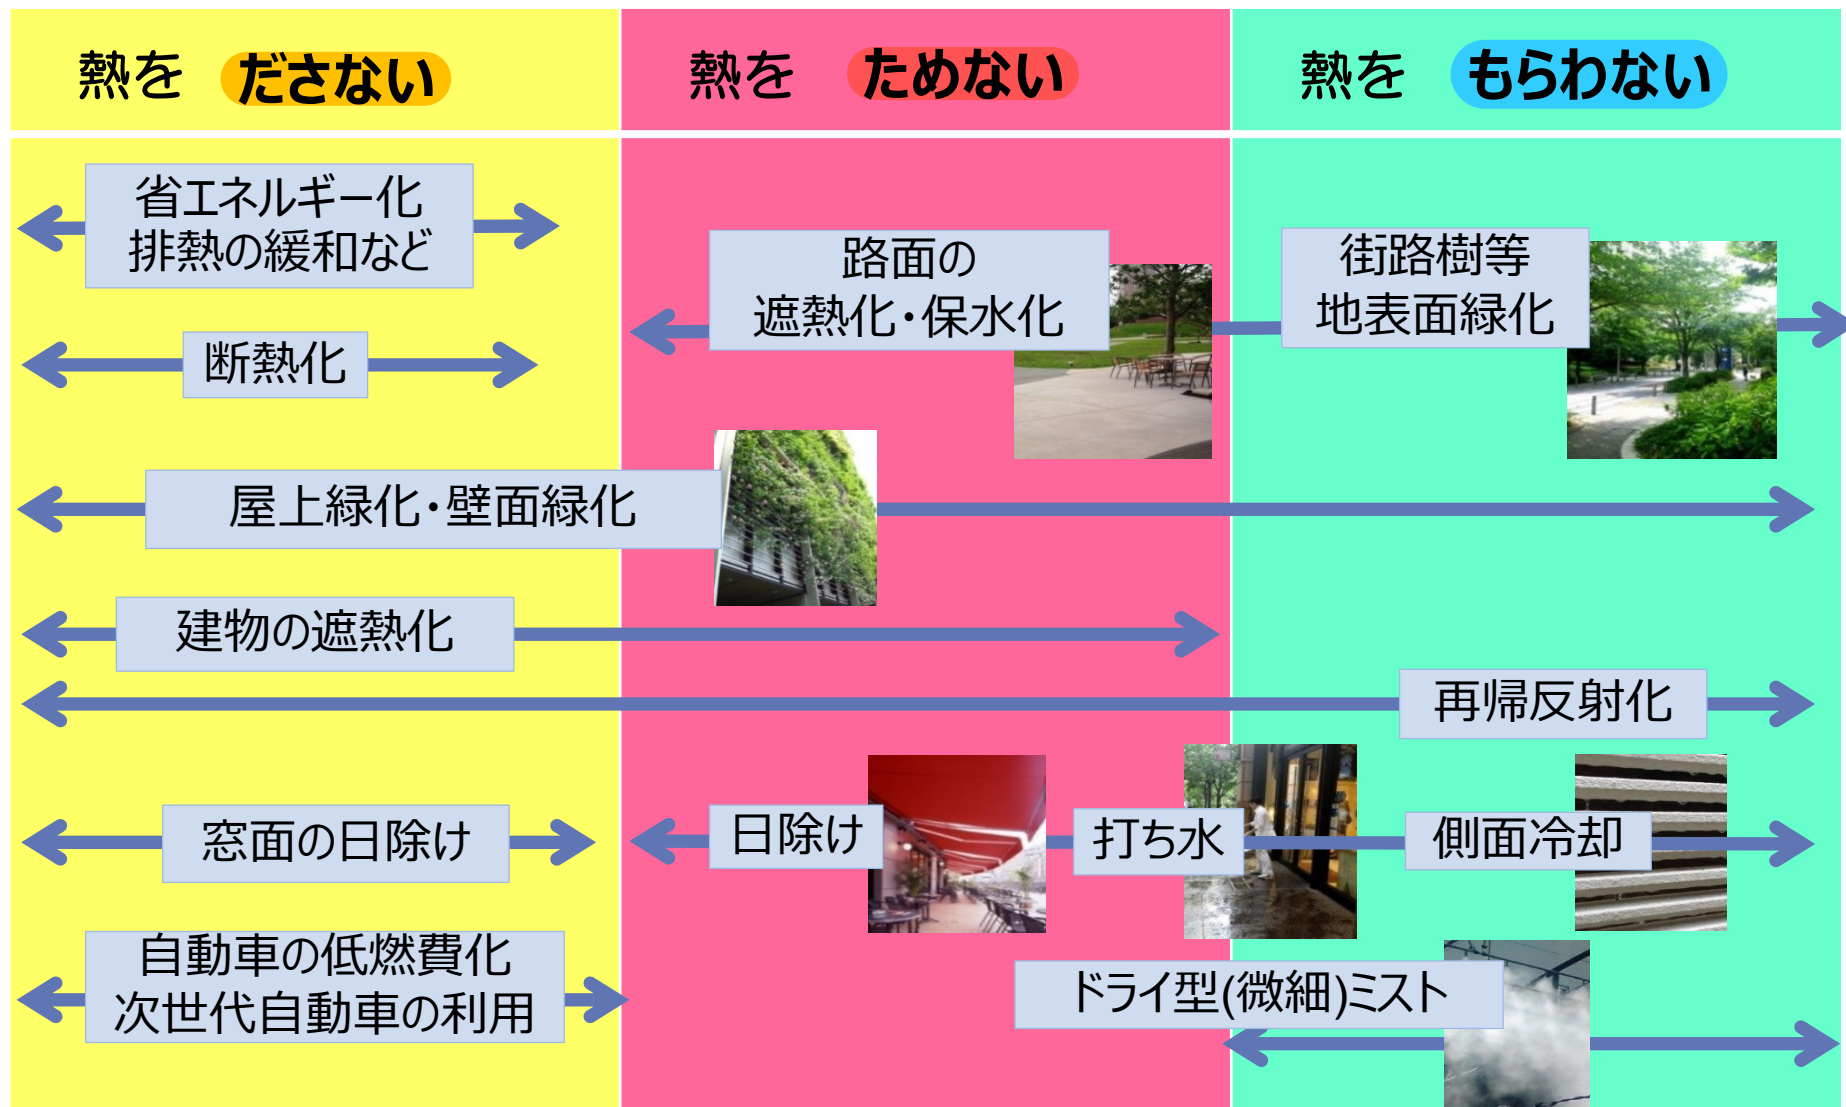 熱を ださない
熱を ためない
熱を もらわない
省エネルギー化
排熱の緩和など
路面の
遮熱化・保水化
街路樹等
地表面緑化
断熱化
屋上緑化・壁面緑化
建物の遮熱化
再帰反射化
窓面の日除け
日除け
打ち水
側面冷却
自動車の低燃費化
次世代自動車の利用
ドライ型(微細)ミスト